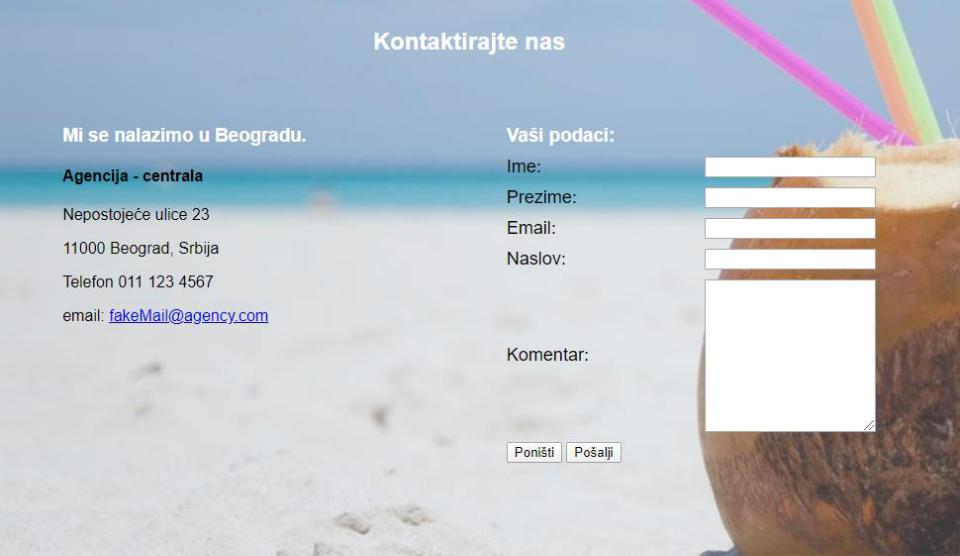 Kontaktirajte nas
Mi se nalazimo u Beogradu.
Agencija - centrala
Nepostojeće ulice 23
11000 Beograd, Srbija
Telefon 011 123 4567
email: fakeMail@agency.com
Vaši podaci:
Ime:
Prezime:
Email:
Naslov:
Komentar:
Poništi Pošalji